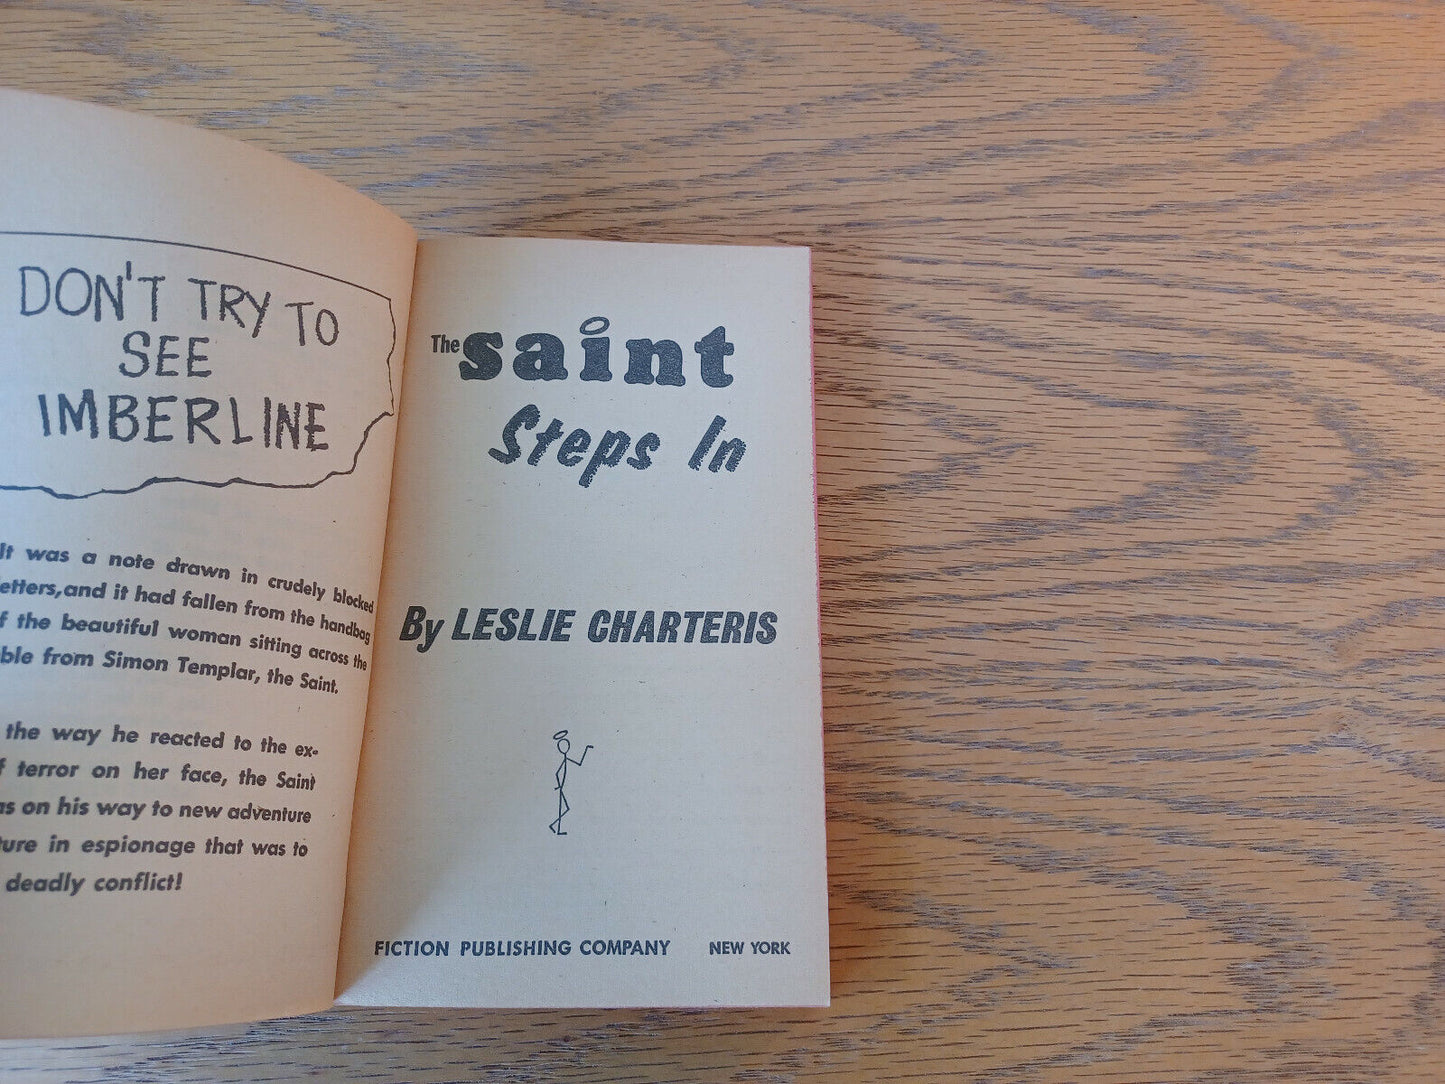 DON'T TRY TO
SEE
IMBERLINE
It was a note drawn in crudely blocked
etters, and it had fallen from the handbag
f the beautiful woman sitting across the
ble from Simon Templar, the Saint.
the way he reacted to the ex-
f terror on her face, the Saint
as on his way to new adventure
ture in espionage that was to
deadly conflict!
The saint
Steps In
By LESLIE CHARTERIS
FICTION PUBLISHING COMPANY NEW YORK